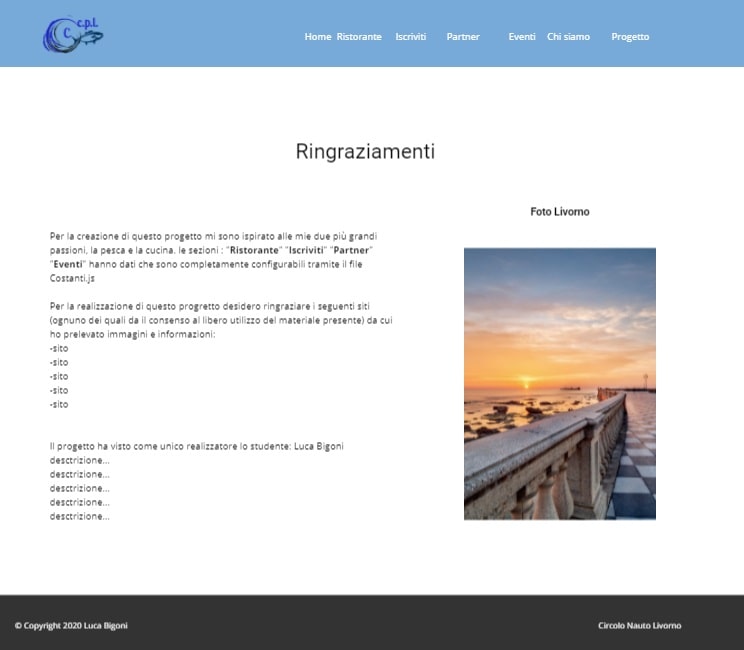 c.p.L
C
Home Ristorante Iscriviti Partner Eventi Chi siamo Progetto
Ringraziamenti
Per la creazione di questo progetto mi sono ispirato alle mie due più grandi
passioni, la pesca e la cucina. le sezioni : "Ristorante" "Iscriviti" "Partner"
"Eventi" hanno dati che sono completamente configurabili tramite il file
Costanti.js
Per la realizzazione di questo progretto desidero ringraziare i seguenti siti
(ognuno dei quali da il consenso al libero utilizzo del materiale presente) da cui
ho prelevato immagini e informazioni:
-sito
-sito
-sito
-sito
-sito
Il progetto ha visto come unico realizzatore lo studente: Luca Bigoni
desctrizione...
desctrizione...
desctrizione...
desctrizione...
desctrizione...
Foto Livorno
© Copyright 2020 Luca Bigoni
Circolo Nauto Livorno